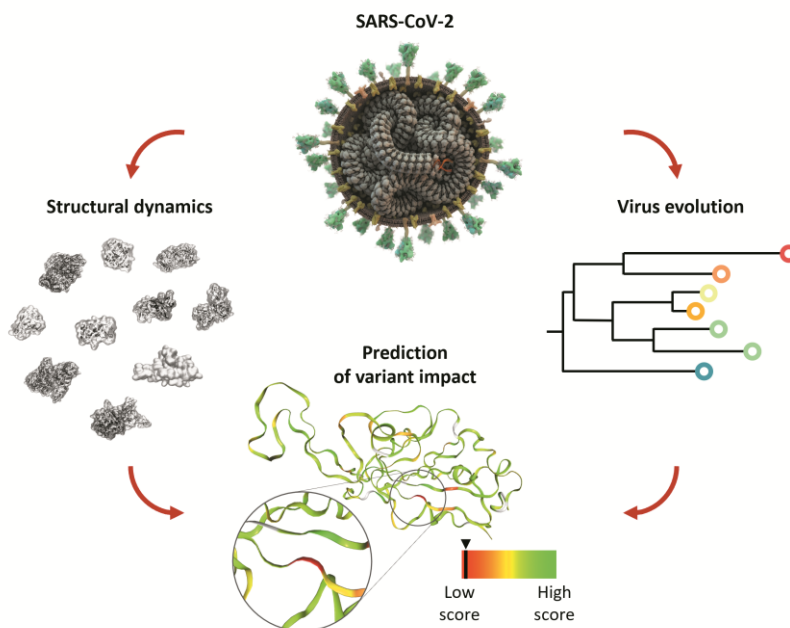 SARS-CoV-2
Structural dynamics
Virus evolution
Prediction
of variant impact
Low
score
High
score